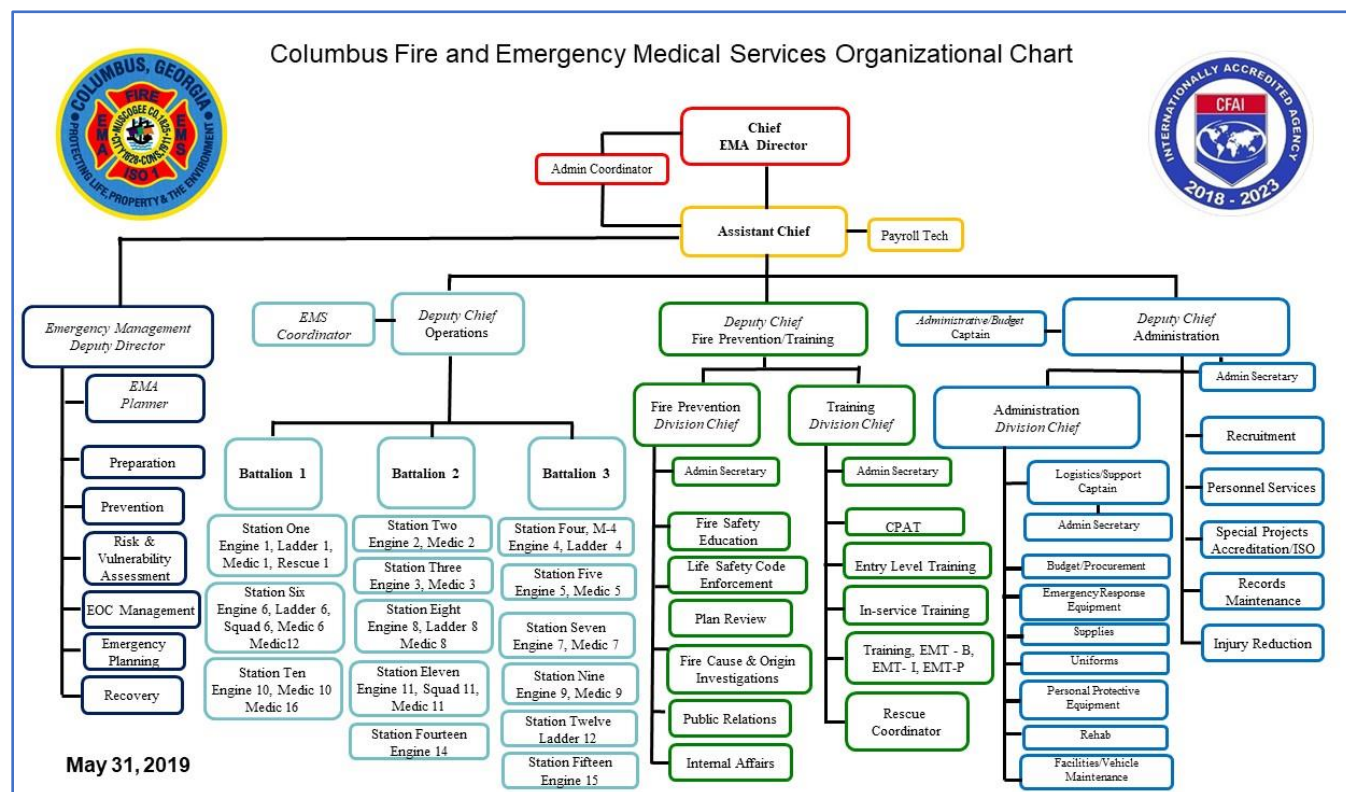 Columbus Fire and Emergency Medical Services Organizational Chart
COLUMBUS, GEORGIA
FIRE
EMA
EMS
ISO 1
MUSCOGEE CO. 1825
CITY 1828 - CONS. 1971
PROTECTING LIFE, PROPERTY & THE ENVIRONMENT
INTERNATIONALLY ACCREDITED AGENCY
CFAI
2018 - 2023
Chief
EMA Director
Admin Coordinator
Assistant Chief
Payroll Tech
Emergency Management
Deputy Director
EMA
Planner
Preparation
Prevention
Risk &
Vulnerability
Assessment
EOC Management
Emergency
Planning
Recovery
EMS
Coordinator
Deputy Chief
Operations
Battalion 1
Station One
Engine 1, Ladder 1,
Medic 1, Rescue 1
Station Six
Engine 6, Ladder 6,
Squad 6, Medic 6
Medic12
Station Ten
Engine 10, Medic 10
Medic 16
Battalion 2
Station Two
Engine 2, Medic 2
Station Three
Engine 3, Medic 3
Station Eight
Engine 8, Ladder 8
Medic 8
Station Eleven
Engine 11, Squad 11,
Medic 11
Station Fourteen
Engine 14
Battalion 3
Station Four, M-4
Engine 4, Ladder 4
Station Five
Engine 5, Medic 5
Station Seven
Engine 7, Medic 7
Station Nine
Engine 9, Medic 9
Station Twelve
Ladder 12
Station Fifteen
Engine 15
Deputy Chief
Fire Prevention/Training
Fire Prevention
Division Chief
Admin Secretary
Fire Safety
Education
Life Safety Code
Enforcement
Plan Review
Fire Cause & Origin
Investigations
Public Relations
Internal Affairs
Training
Division Chief
Admin Secretary
CPAT
Entry Level Training
In-service Training
Training, EMT - B,
EMT- I, EMT-P
Rescue
Coordinator
Administrative/Budget
Captain
Deputy Chief
Administration
Admin Secretary
Administration
Division Chief
Logistics/Support
Captain
Admin Secretary
Budget/Procurement
Emergency Response
Equipment
Supplies
Uniforms
Personal Protective
Equipment
Rehab
Facilities/Vehicle
Maintenance
Recruitment
Personnel Services
Special Projects
Accreditation/ISO
Records
Maintenance
Injury Reduction
May 31, 2019